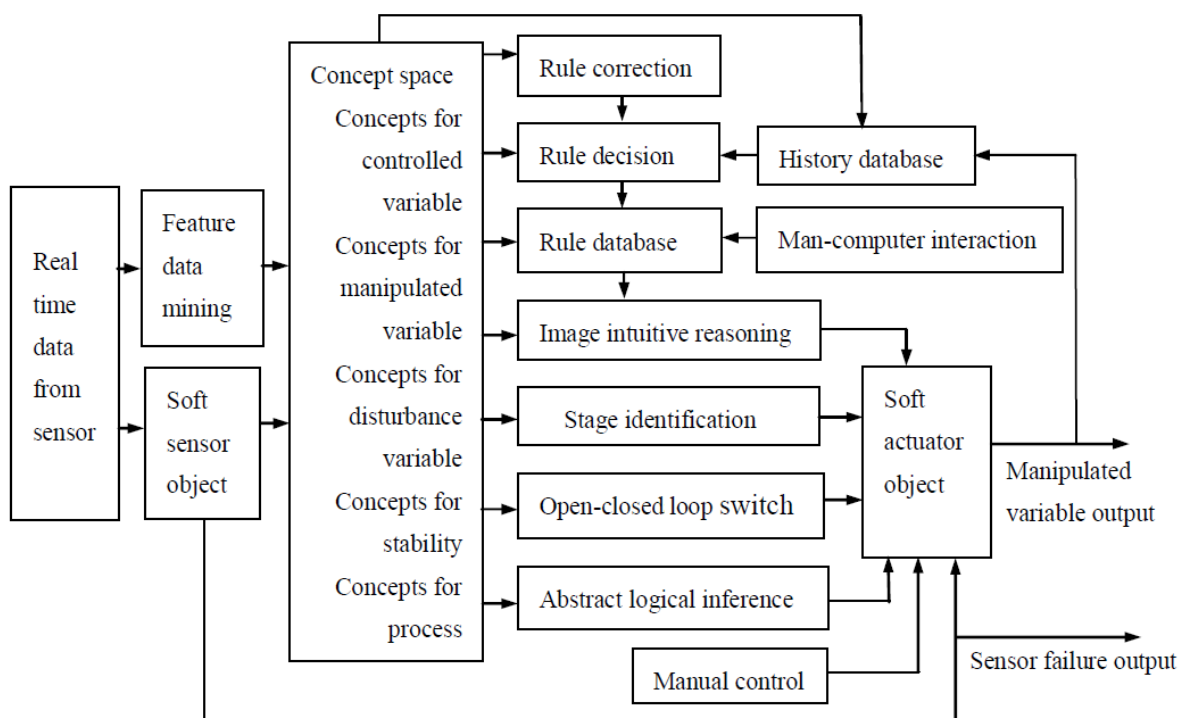 Real
time
data
from
sensor
Feature
data
mining
Soft
sensor
object
Concept space
Concepts for
controlled
variable
Concepts for
manipulated
variable
Concepts for
disturbance
variable
Concepts for
stability
Concepts for
process
Rule correction
Rule decision
History database
Rule database
Man-computer interaction
Image intuitive reasoning
Stage identification
Open-closed loop switch
Abstract logical inference
Manual control
Soft
actuator
object
Manipulated
variable output
Sensor failure output